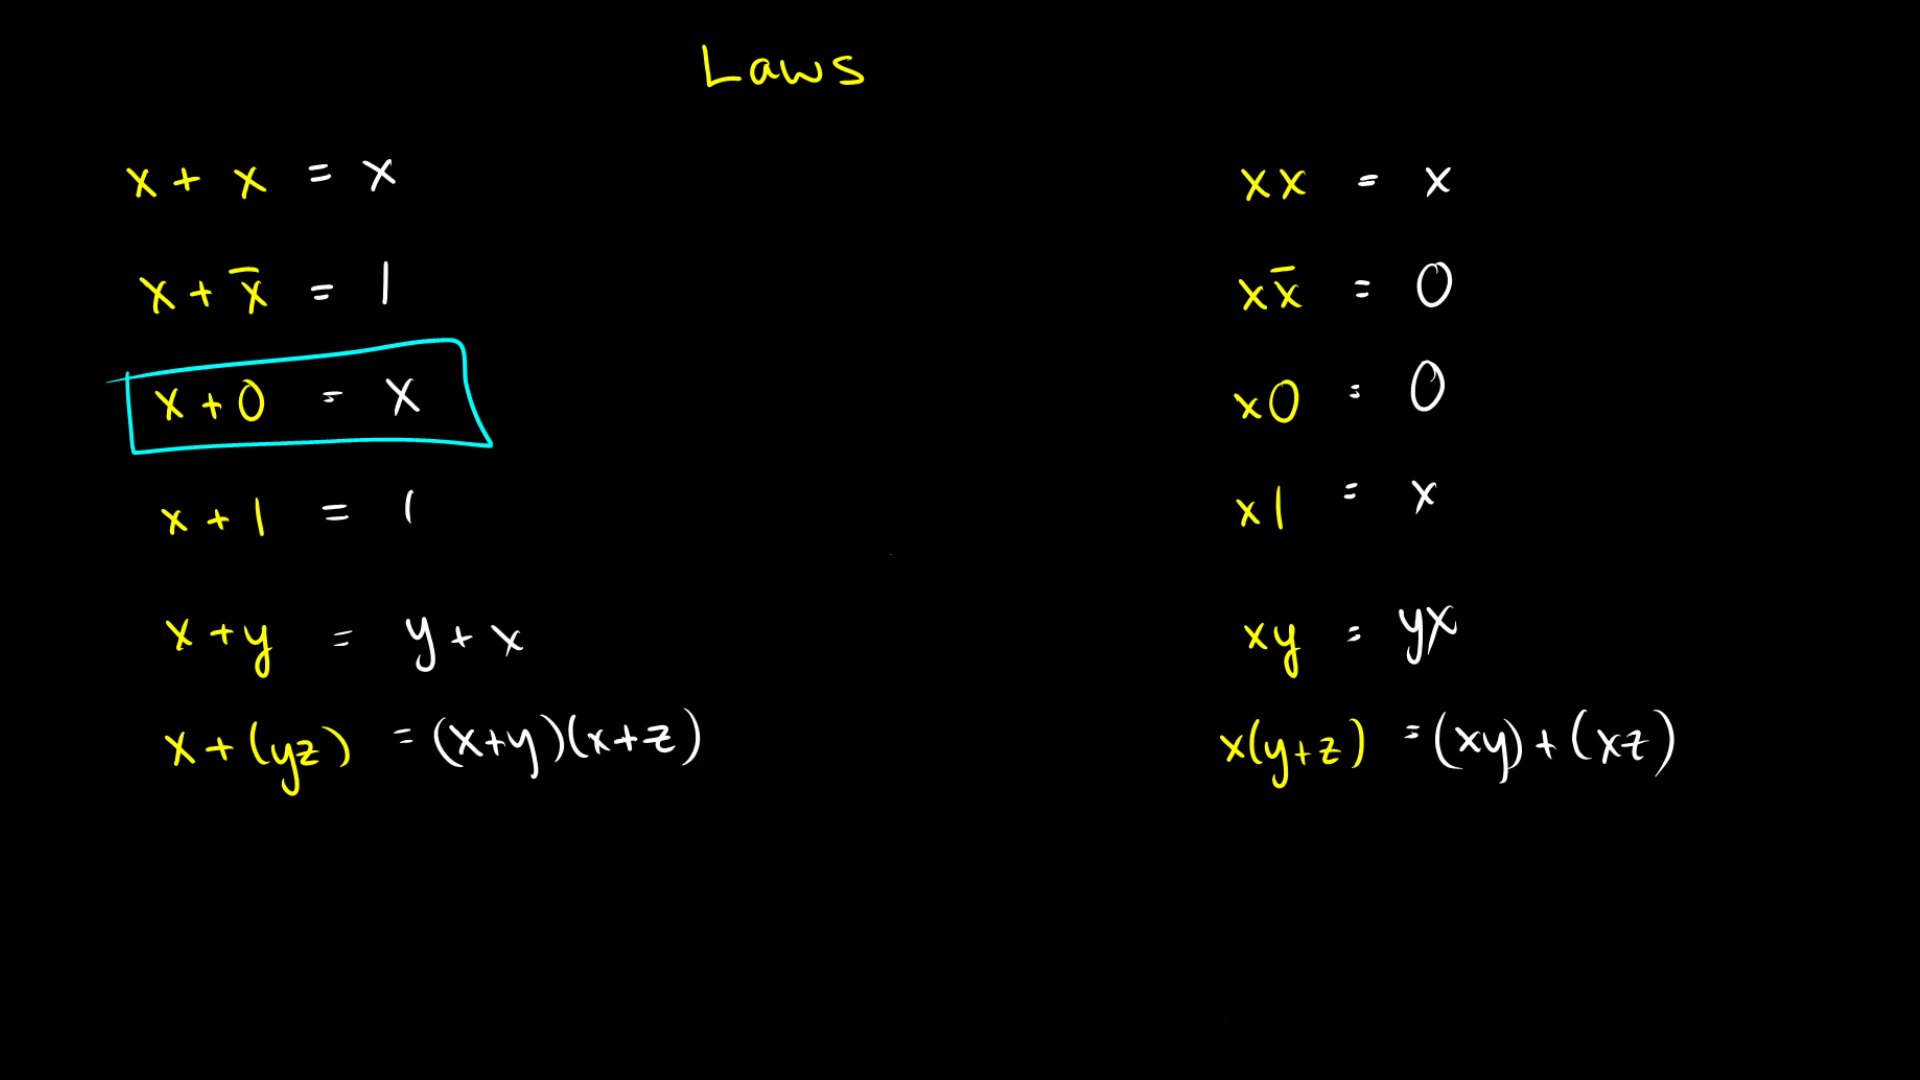 Laws
x + x = x
xx = x
x + x̄ = 1
xx̄ = 0
x + 0 = x
x0 = 0
x + 1 = 1
x1 = x
x + y = y + x
xy = yx
x + (yz) = (x+y)(x+z)
x(y+z) = (xy) + (xz)